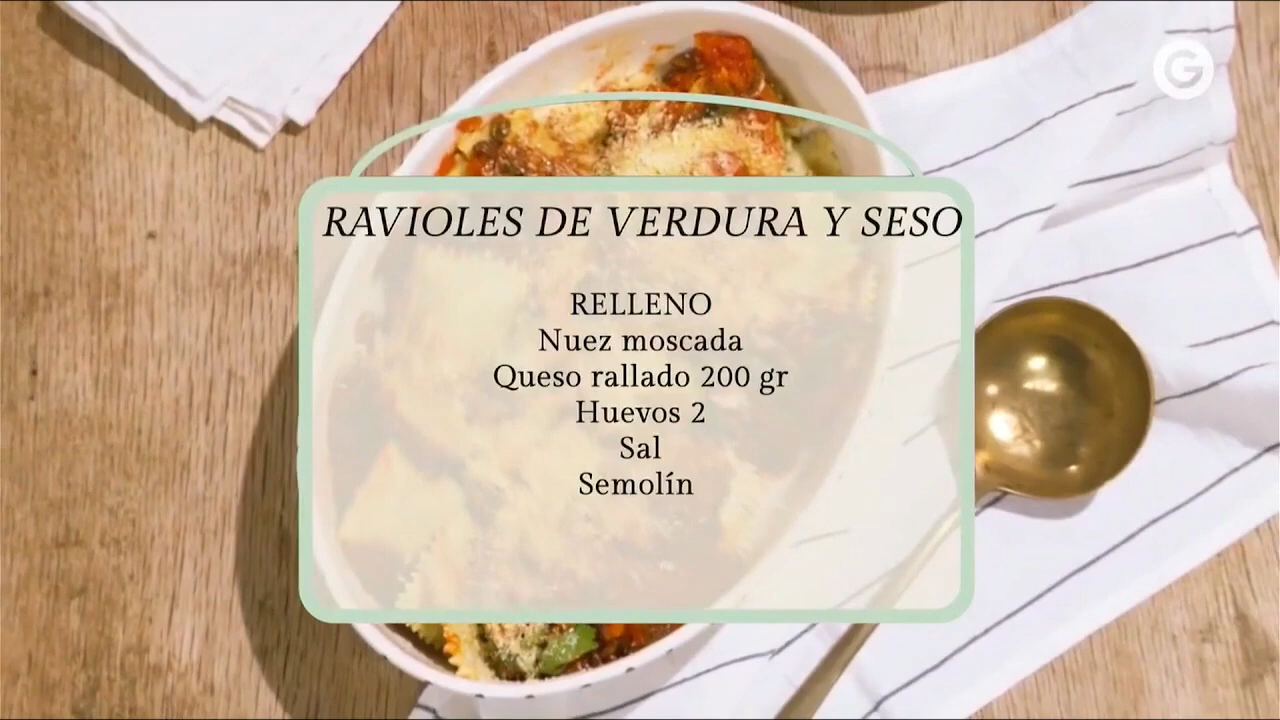 G
RAVIOLES DE VERDURA Y SESO
RELLENO
Nuez moscada
Queso rallado 200 gr
Huevos 2
Sal
Semolín